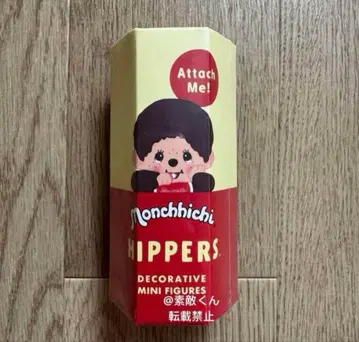 Attach
Me!
Monchhichi
HIPPERS
DECORATIVE
MINI FIGURES
@素敵くん
転載禁止